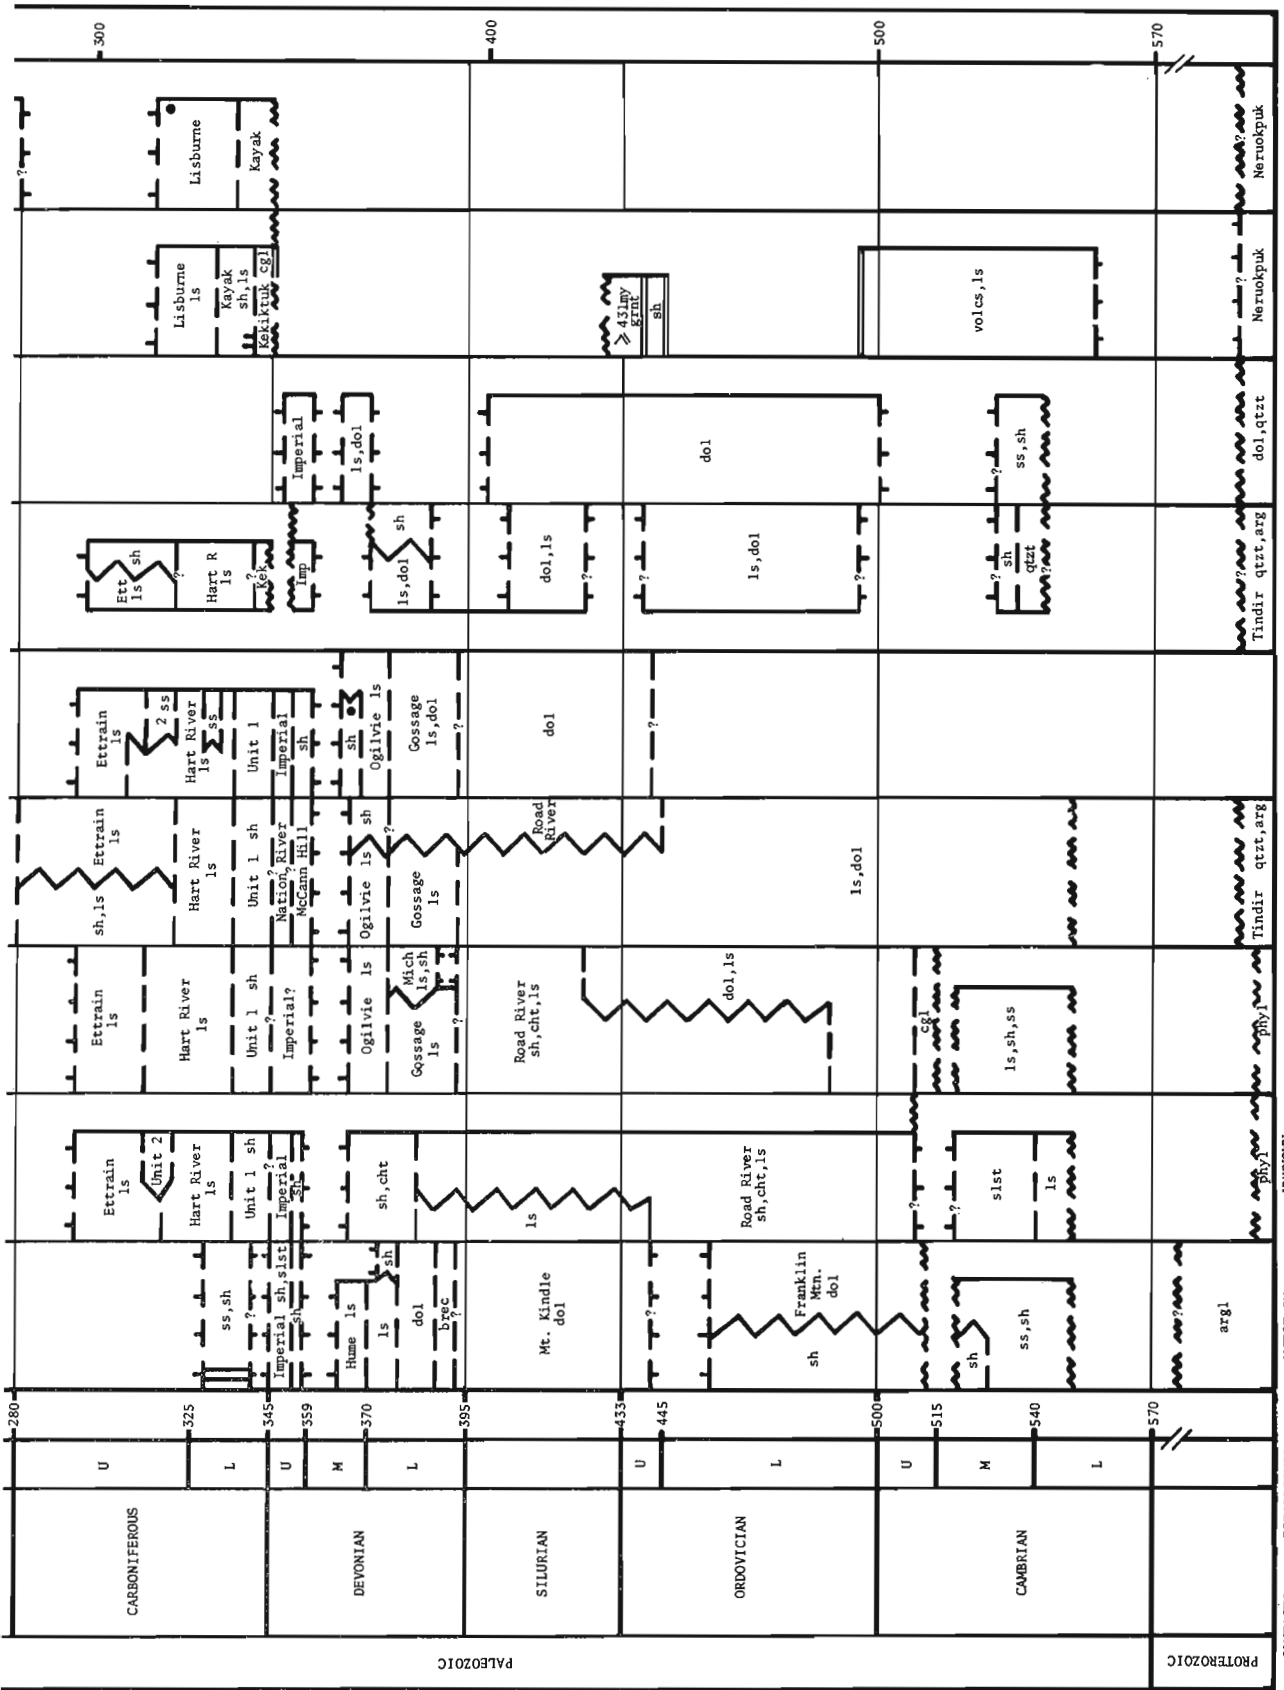 PALEOZOIC
PROTEROZOIC
CARBONIFEROUS
DEVONIAN
SILURIAN
ORDOVICIAN
CAMBRIAN
U
L
U
M
L
U
L
U
M
L
280
325
345
359
370
395
433
445
500
515
540
570
ss,sh
?
Imperial sh,slst
sh
Hume ls
sh
ls
dol
brec
?
Mt. Kindle
dol
?
Franklin
Mtn.
dol
sh
sh
ss,sh
?
argl
Ettrain
ls
Unit 2
Hart River
ls
Unit 1 sh
?
Imperial
sh
sh,cht
ls
Road River
sh,cht,ls
?
?
slst
ls
phyl
Ettrain
ls
Hart River
ls
Unit 1 sh
?
Imperial?
Ogilvie ls
Mich
ls,sh
Gossage
ls
?
Road River
sh,cht,ls
dol,ls
cgl
ls,sh,ss
phyl
Ettrain
ls
sh,ls
Hart River
ls
Unit 1 sh
?
Nation River
?
McCann Hill
Ogilvie ls sh
?
Gossage
ls
Road
River
ls,dol
?
Tindir qtzt,arg
Ettrain
ls
2 ss
Hart River
ls
ss
Unit 1
Imperial
sh
sh
Ogilvie ls
Gossage
ls,dol
?
dol
?
Ett sh
ls
?
Hart R
ls
?
Kek
Imp
sh
ls,dol
dol,ls
?
?
ls,dol
?
?
sh
qtzt
?
?
Tindir qtzt,arg
Imperial
ls,dol
dol
?
ss,sh
dol,qtzt
Lisburne
ls
Kayak
sh,ls
Kekiktuk cgl
⩾ 431my
grnt
sh
volcs,ls
?
Neruokpuk
?
Lisburne
Kayak
?
Neruokpuk
300
400
500
570